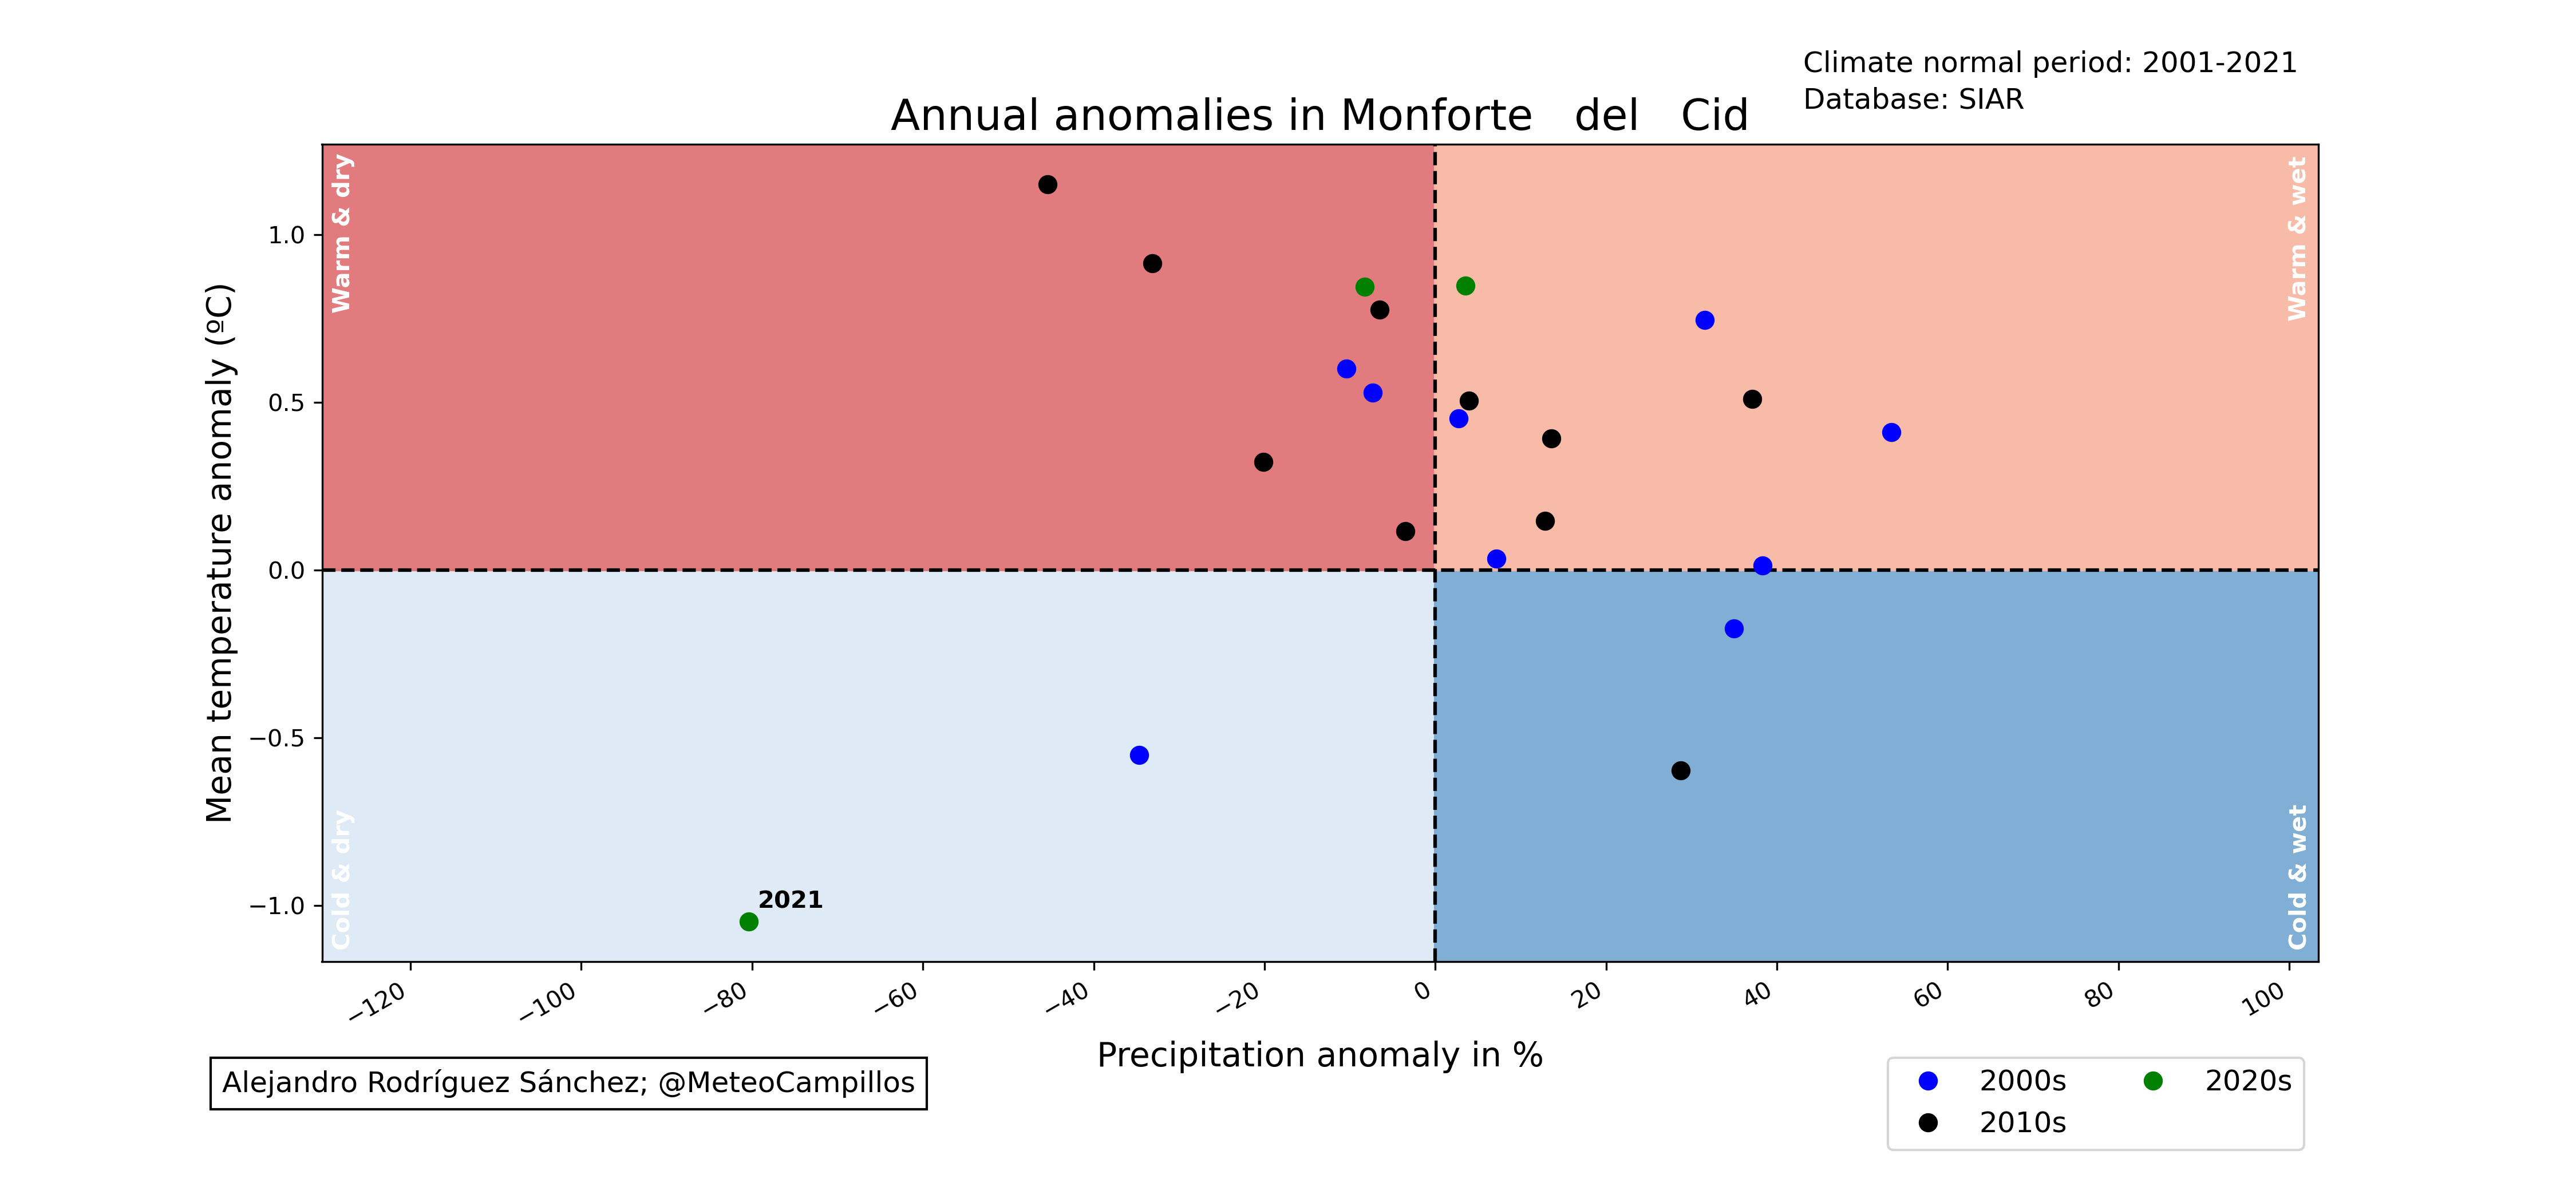 Climate normal period: 2001-2021
Database: SIAR
Annual anomalies in Monforte   del   Cid
Warm & dry
Warm & wet
Mean temperature anomaly (ºC)
1.0
0.5
0.0
−0.5
−1.0
2021
Cold & dry
Cold & wet
−120
−100
−80
−60
−40
−20
0
20
40
60
80
100
Precipitation anomaly in %
Alejandro Rodríguez Sánchez; @MeteoCampillos
2000s
2010s
2020s